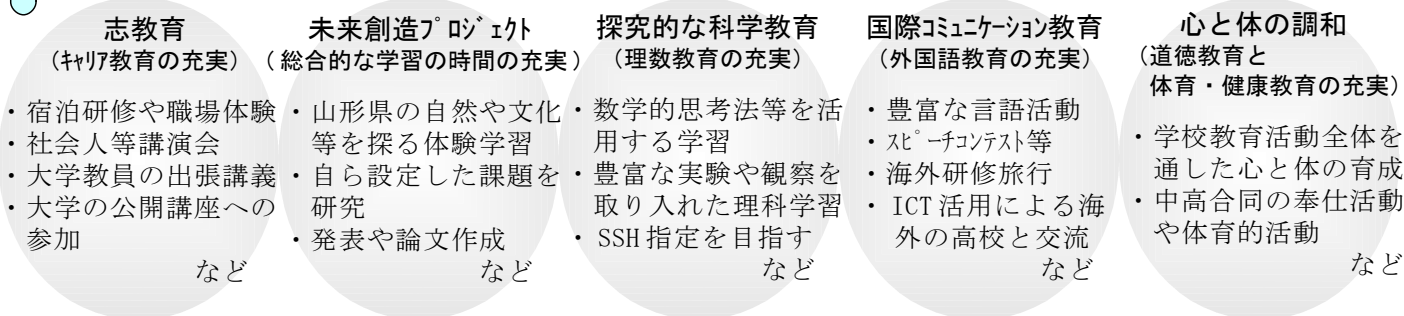 志教育
(ｷｬﾘｱ教育の充実)
・宿泊研修や職場体験
・社会人等講演会
・大学教員の出張講義
・大学の公開講座への
参加
など
未来創造ﾌﾟﾛｼﾞｪｸﾄ
(総合的な学習の時間の充実)
・山形県の自然や文化
等を探る体験学習
・自ら設定した課題を
研究
・発表や論文作成
など
探究的な科学教育
(理数教育の充実)
・数学的思考法等を活
用する学習
・豊富な実験や観察を
取り入れた理科学習
・SSH指定を目指す
など
国際ｺﾐｭﾆｹｰｼｮﾝ教育
(外国語教育の充実)
・豊富な言語活動
・ｽﾋﾟｰﾁｺﾝﾃｽﾄ等
・海外研修旅行
・ICT活用による海
外の高校と交流
など
心と体の調和
(道徳教育と
体育・健康教育の充実)
・学校教育活動全体を
通した心と体の育成
・中高合同の奉仕活動
や体育的活動
など